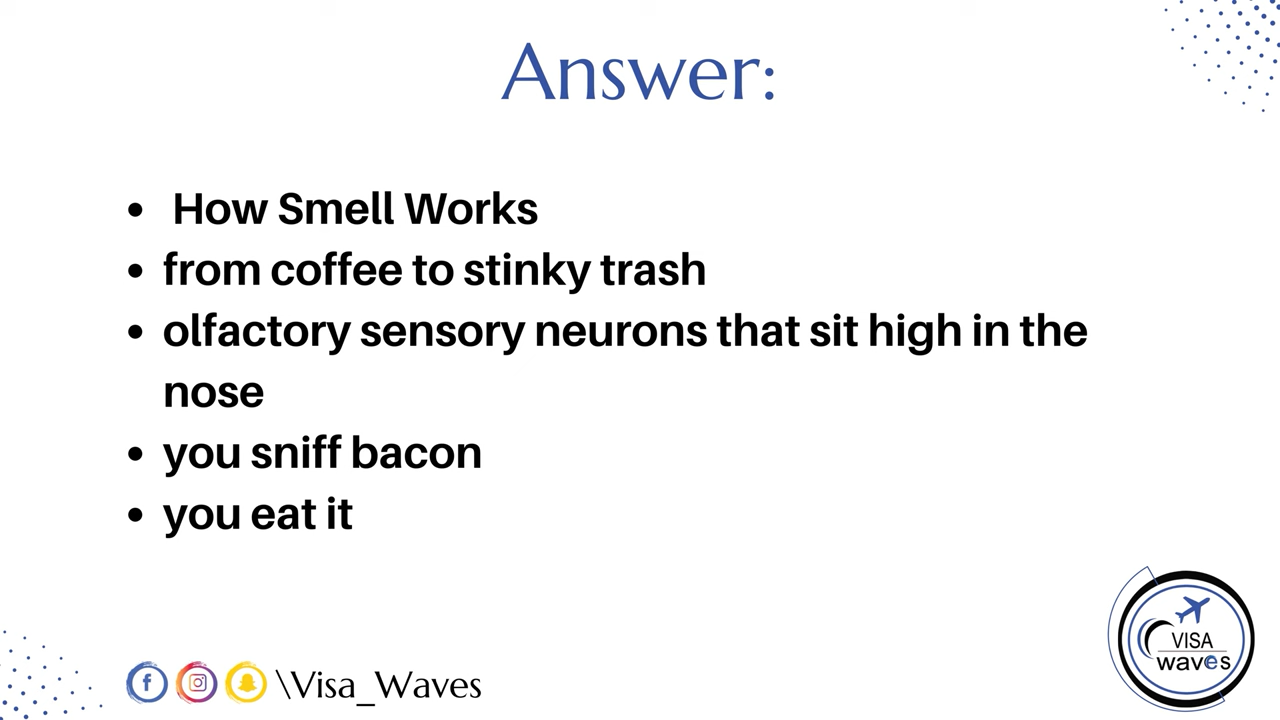 Answer:
• How Smell Works
• from coffee to stinky trash
• olfactory sensory neurons that sit high in the
nose
• you sniff bacon
• you eat it
VISA
waves
\Visa_Waves